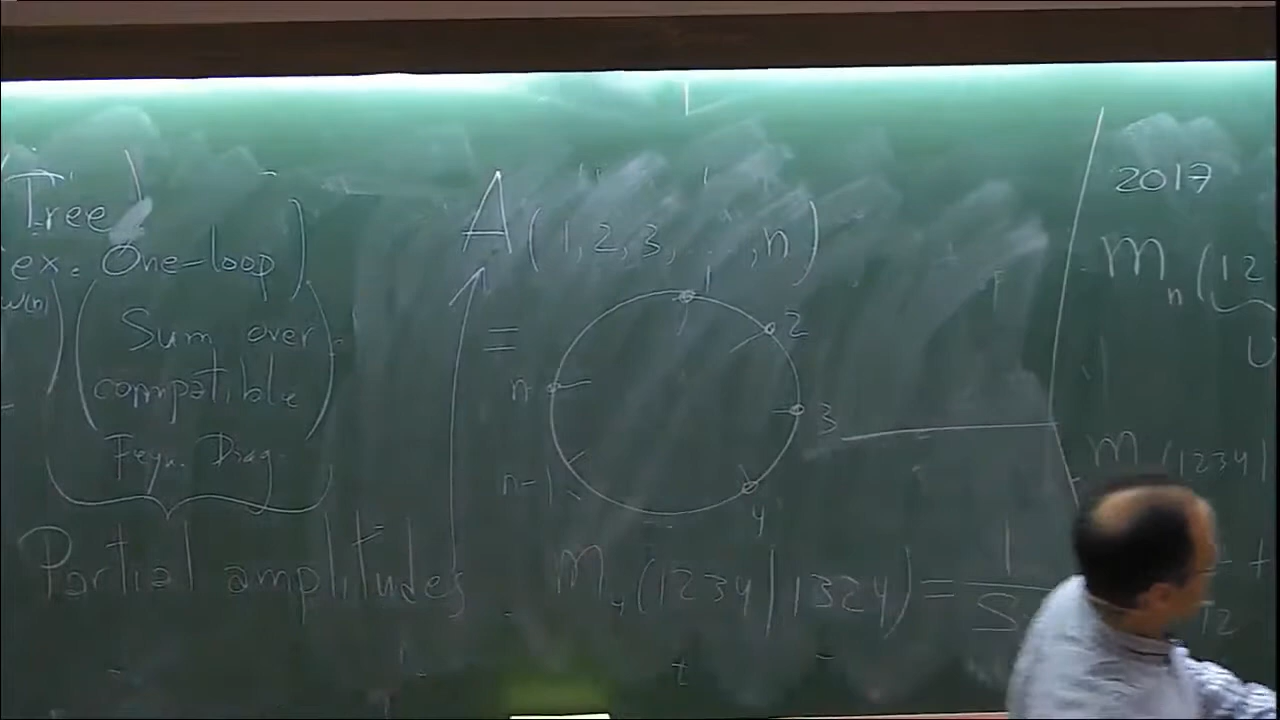 Tree
ex. One-loop
Sum over
compatible
Feyn. Diag.
Partial amplitudes
A(1,2,3,...,n)
=
1
2
3
4
n-1
n
m₄(1234|1324) = 1
S
2017
mₙ(12
m (1234|